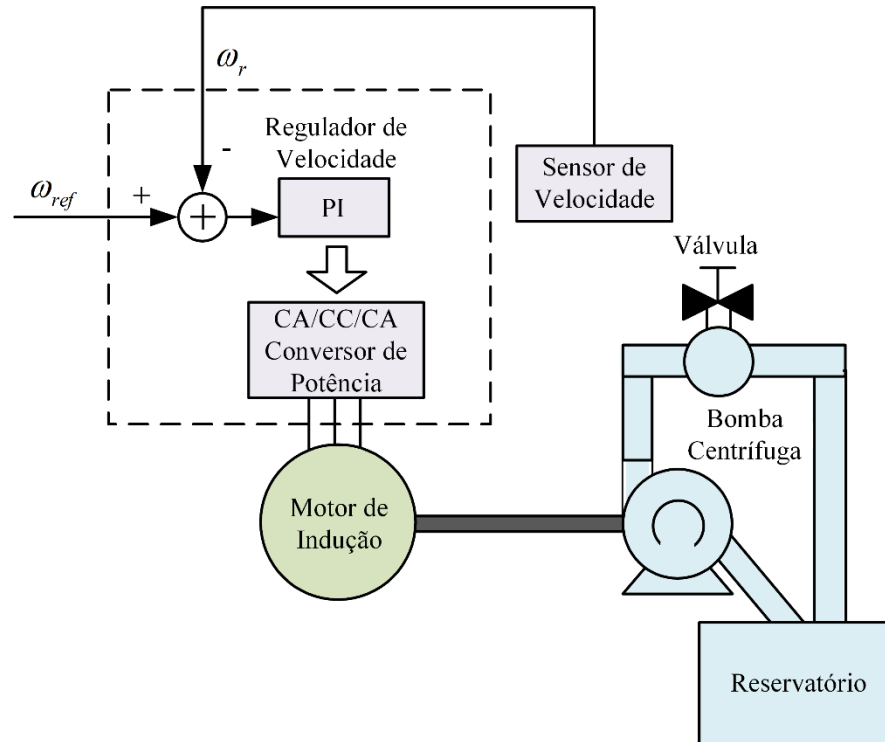 ω_r
-
Regulador de
Velocidade
Sensor de
Velocidade
ω_ref
+
+
PI
Válvula
CA/CC/CA
Conversor de
Potência
Bomba
Centrífuga
Motor de
Indução
Reservatório